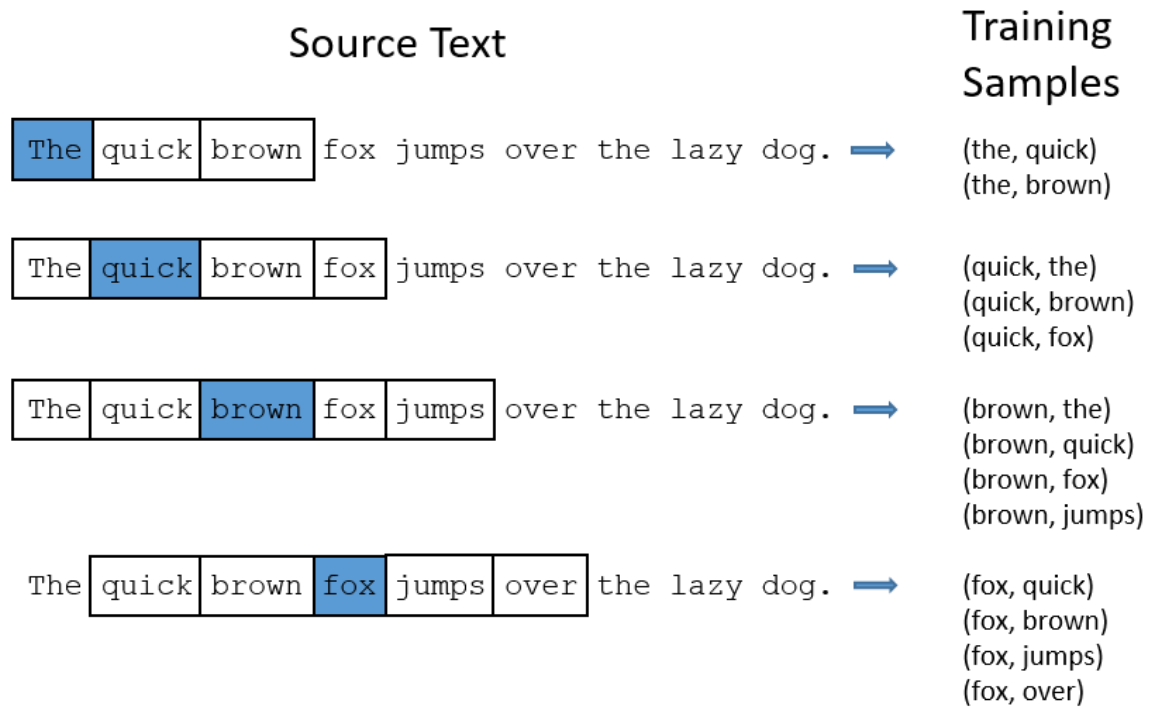 Source Text
Training
Samples
The quick brown fox jumps over the lazy dog.
(the, quick)
(the, brown)
The quick brown fox jumps over the lazy dog.
(quick, the)
(quick, brown)
(quick, fox)
The quick brown fox jumps over the lazy dog.
(brown, the)
(brown, quick)
(brown, fox)
(brown, jumps)
The quick brown fox jumps over the lazy dog.
(fox, quick)
(fox, brown)
(fox, jumps)
(fox, over)